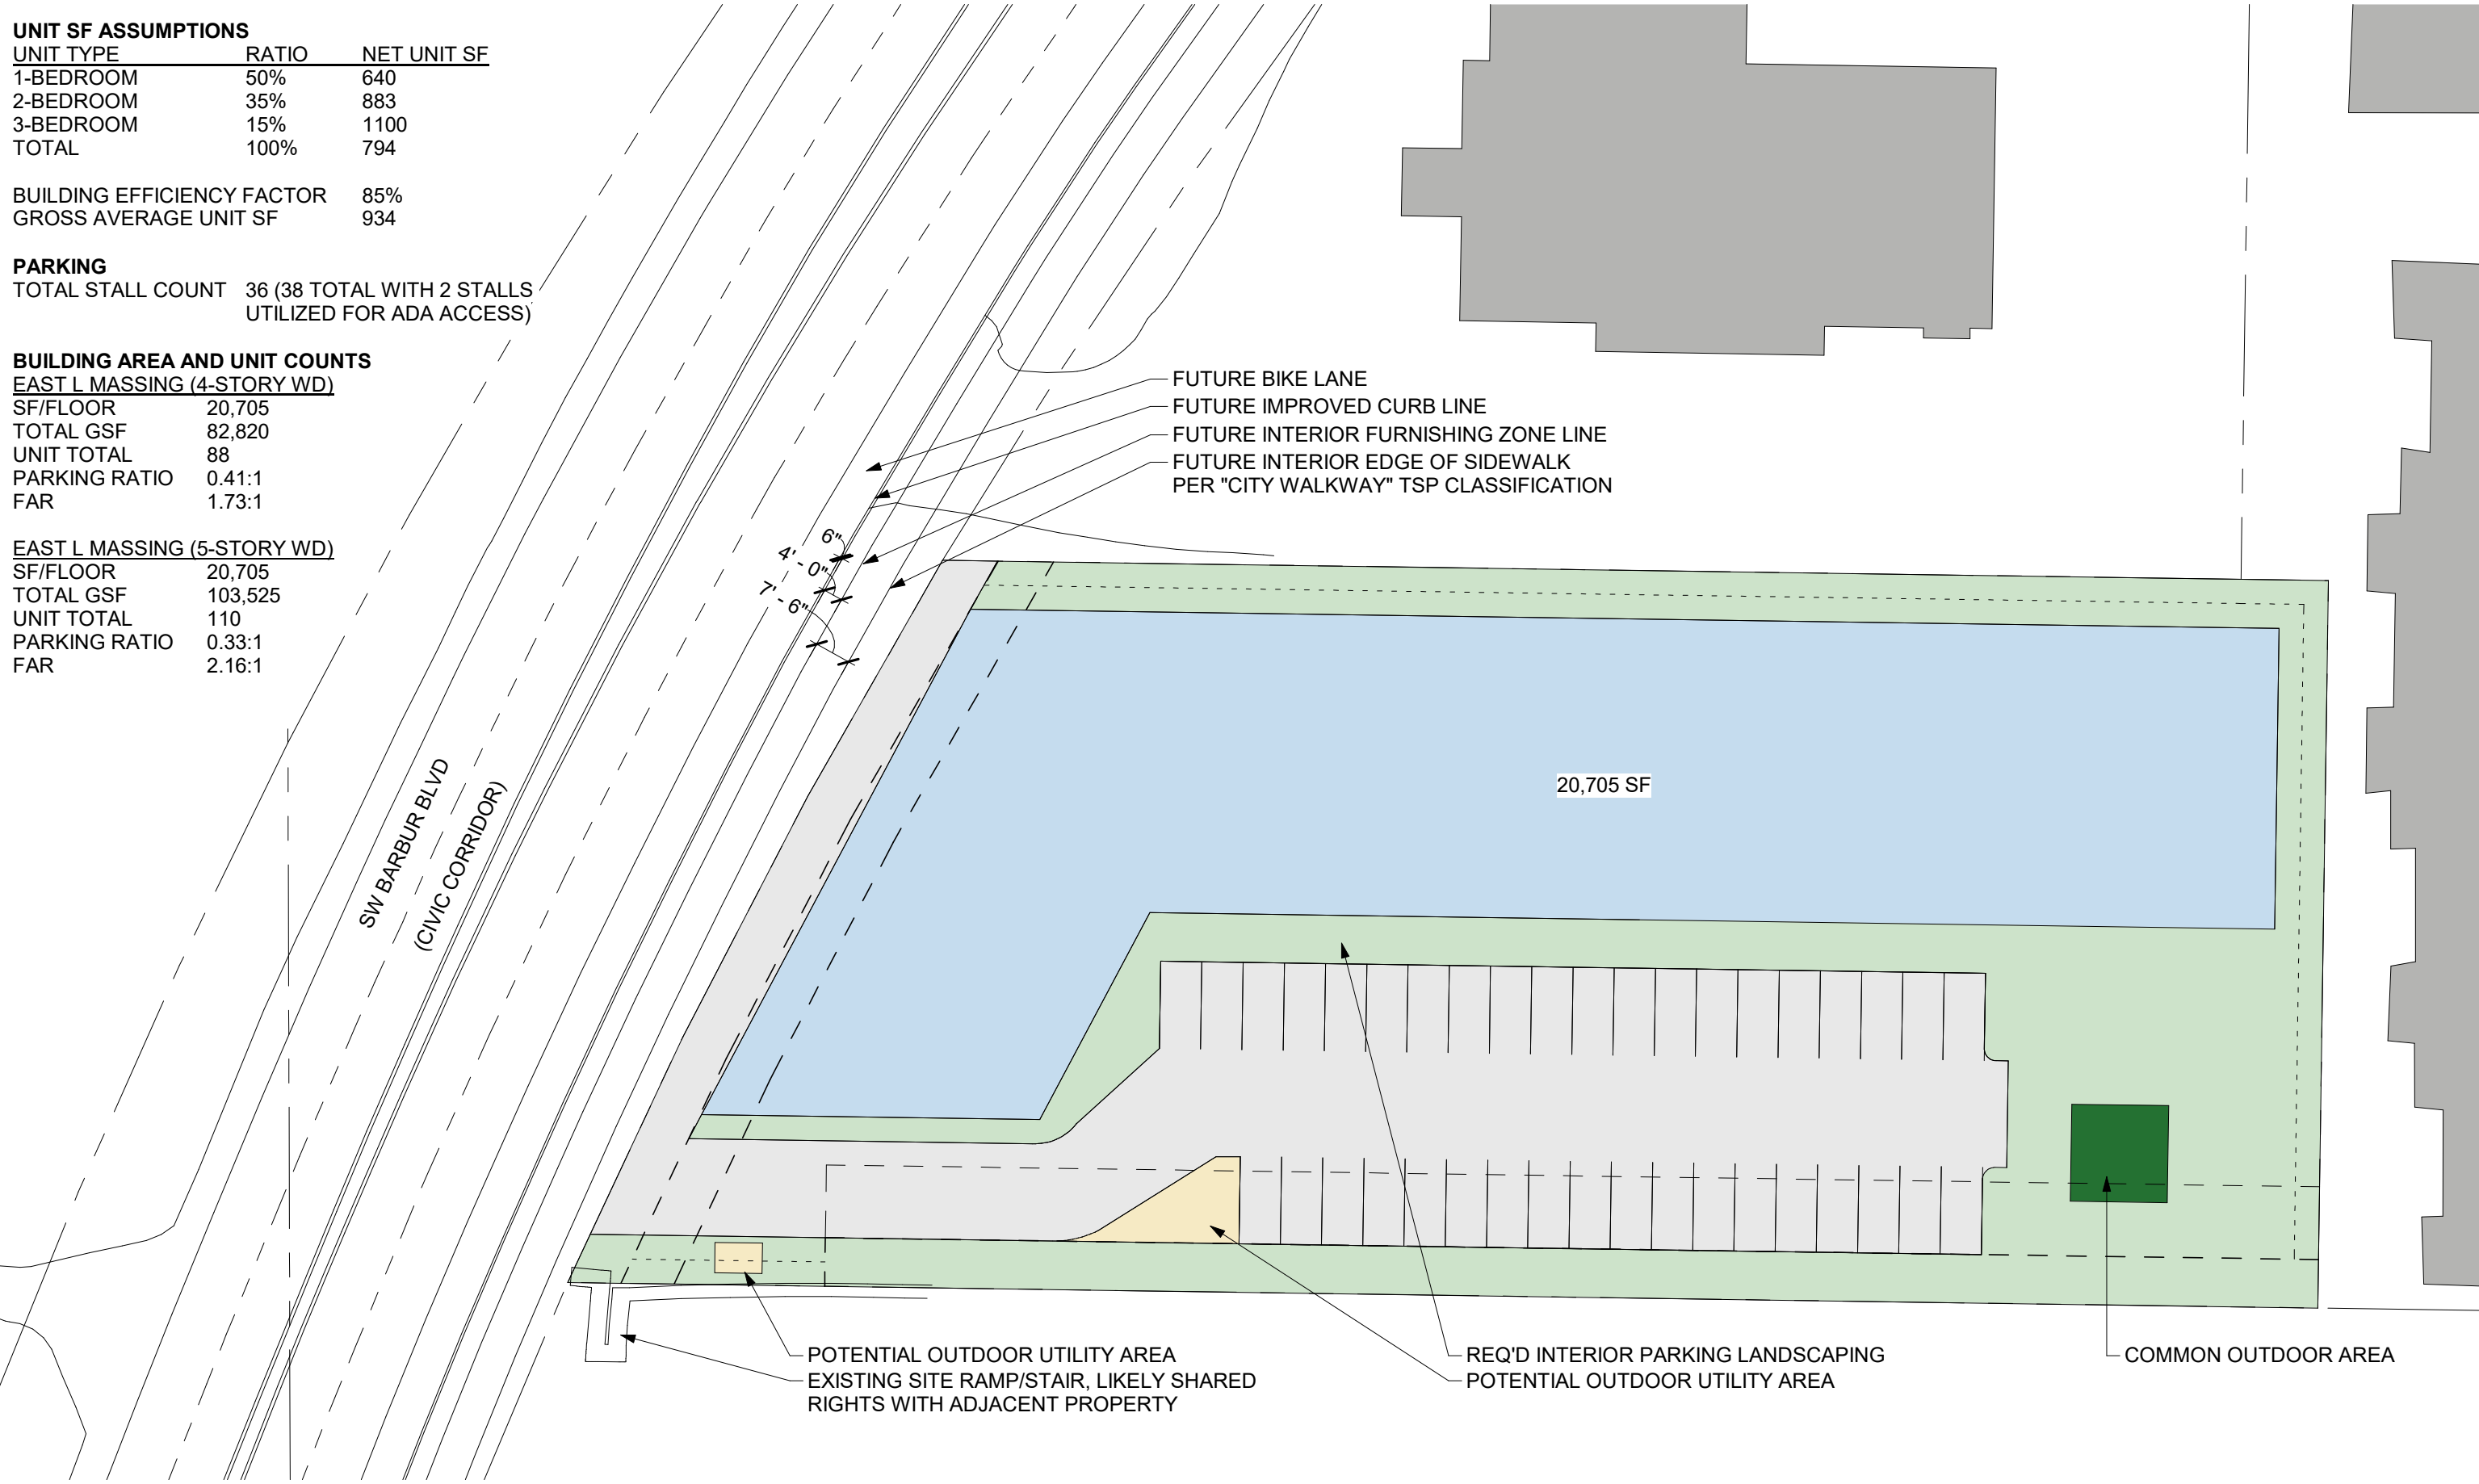 UNIT SF ASSUMPTIONS
UNIT TYPE RATIO NET UNIT SF
1-BEDROOM 50% 640
2-BEDROOM 35% 883
3-BEDROOM 15% 1100
TOTAL 100% 794
BUILDING EFFICIENCY FACTOR 85%
GROSS AVERAGE UNIT SF 934
PARKING
TOTAL STALL COUNT 36 (38 TOTAL WITH 2 STALLS
UTILIZED FOR ADA ACCESS)
BUILDING AREA AND UNIT COUNTS
EAST L MASSING (4-STORY WD)
SF/FLOOR 20,705
TOTAL GSF 82,820
UNIT TOTAL 88
PARKING RATIO 0.41:1
FAR 1.73:1
EAST L MASSING (5-STORY WD)
SF/FLOOR 20,705
TOTAL GSF 103,525
UNIT TOTAL 110
PARKING RATIO 0.33:1
FAR 2.16:1
FUTURE BIKE LANE
FUTURE IMPROVED CURB LINE
FUTURE INTERIOR FURNISHING ZONE LINE
FUTURE INTERIOR EDGE OF SIDEWALK
PER "CITY WALKWAY" TSP CLASSIFICATION
6"
4' - 0"
7' - 6"
SW BARBUR BLVD
(CIVIC CORRIDOR)
20,705 SF
POTENTIAL OUTDOOR UTILITY AREA
EXISTING SITE RAMP/STAIR, LIKELY SHARED
RIGHTS WITH ADJACENT PROPERTY
REQ'D INTERIOR PARKING LANDSCAPING
POTENTIAL OUTDOOR UTILITY AREA
COMMON OUTDOOR AREA